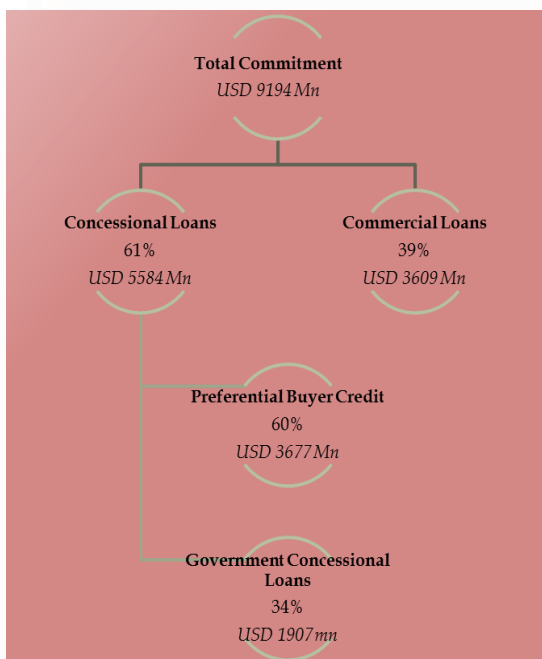 Total Commitment
USD 9194 Mn
Concessional Loans
61%
USD 5584 Mn
Commercial Loans
39%
USD 3609 Mn
Preferential Buyer Credit
60%
USD 3677 Mn
Government Concessional
Loans
34%
USD 1907 mn